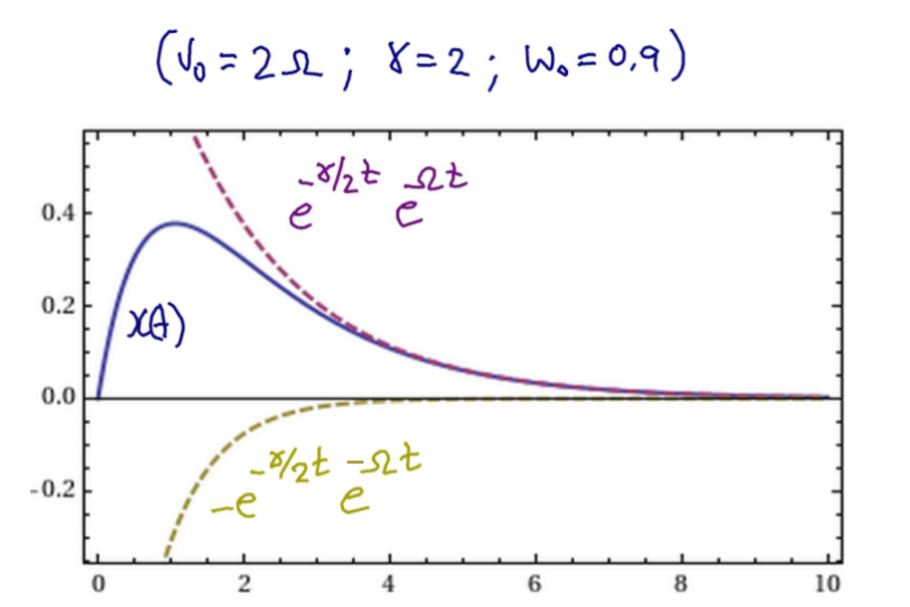 (V₀ = 2Ω ; γ = 2 ; ω₀ = 0,9)
e^{-γ/2 t} e^{Ωt}
0.4
0.2
x(t)
0.0
-e^{-γ/2 t} e^{-Ωt}
-0.2
0 2 4 6 8 10